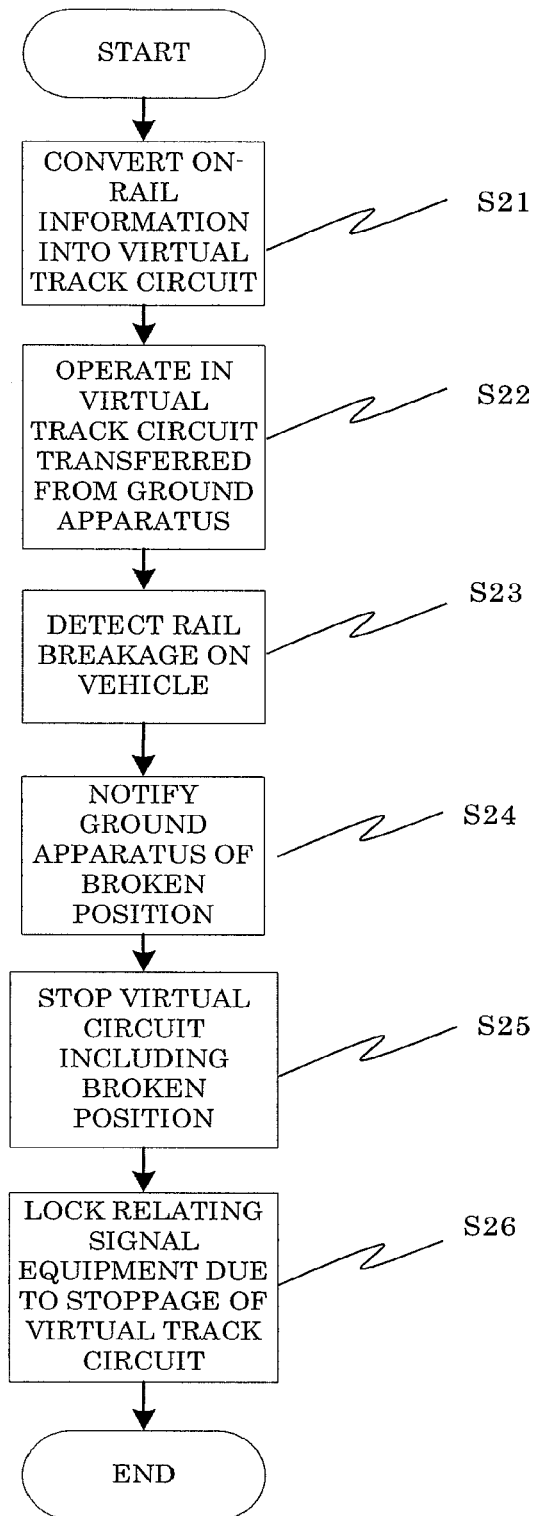 START
CONVERT ON-
RAIL
INFORMATION
INTO VIRTUAL
TRACK CIRCUIT
S21
OPERATE IN
VIRTUAL
TRACK CIRCUIT
TRANSFERRED
FROM GROUND
APPARATUS
S22
DETECT RAIL
BREAKAGE ON
VEHICLE
S23
NOTIFY
GROUND
APPARATUS OF
BROKEN
POSITION
S24
STOP VIRTUAL
CIRCUIT
INCLUDING
BROKEN
POSITION
S25
LOCK RELATING
SIGNAL
EQUIPMENT DUE
TO STOPPAGE OF
VIRTUAL TRACK
CIRCUIT
S26
END